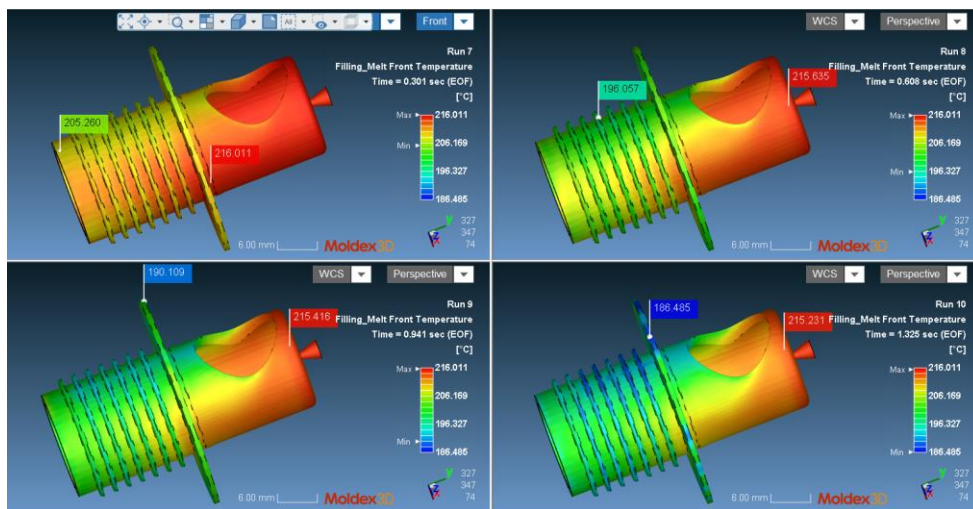 All
Front
Run 7
Filling_Melt Front Temperature
Time = 0.301 sec (EOF)
[°C]
Max
216.011
206.169
Min
196.327
186.485
205.260
216.011
6.00 mm
Moldex3D
y
z
x
327
347
74
WCS
Perspective
Run 8
Filling_Melt Front Temperature
Time = 0.608 sec (EOF)
[°C]
Max
216.011
206.169
Min
196.327
186.485
196.057
215.635
6.00 mm
Moldex3D
y
z
x
327
347
74
WCS
Perspective
Run 9
Filling_Melt Front Temperature
Time = 0.941 sec (EOF)
[°C]
Max
216.011
206.169
196.327
Min
186.485
190.109
215.416
6.00 mm
Moldex3D
y
z
x
327
347
74
WCS
Perspective
Run 10
Filling_Melt Front Temperature
Time = 1.325 sec (EOF)
[°C]
Max
216.011
206.169
196.327
Min
186.485
186.485
215.231
6.00 mm
Moldex3D
y
z
x
327
347
74